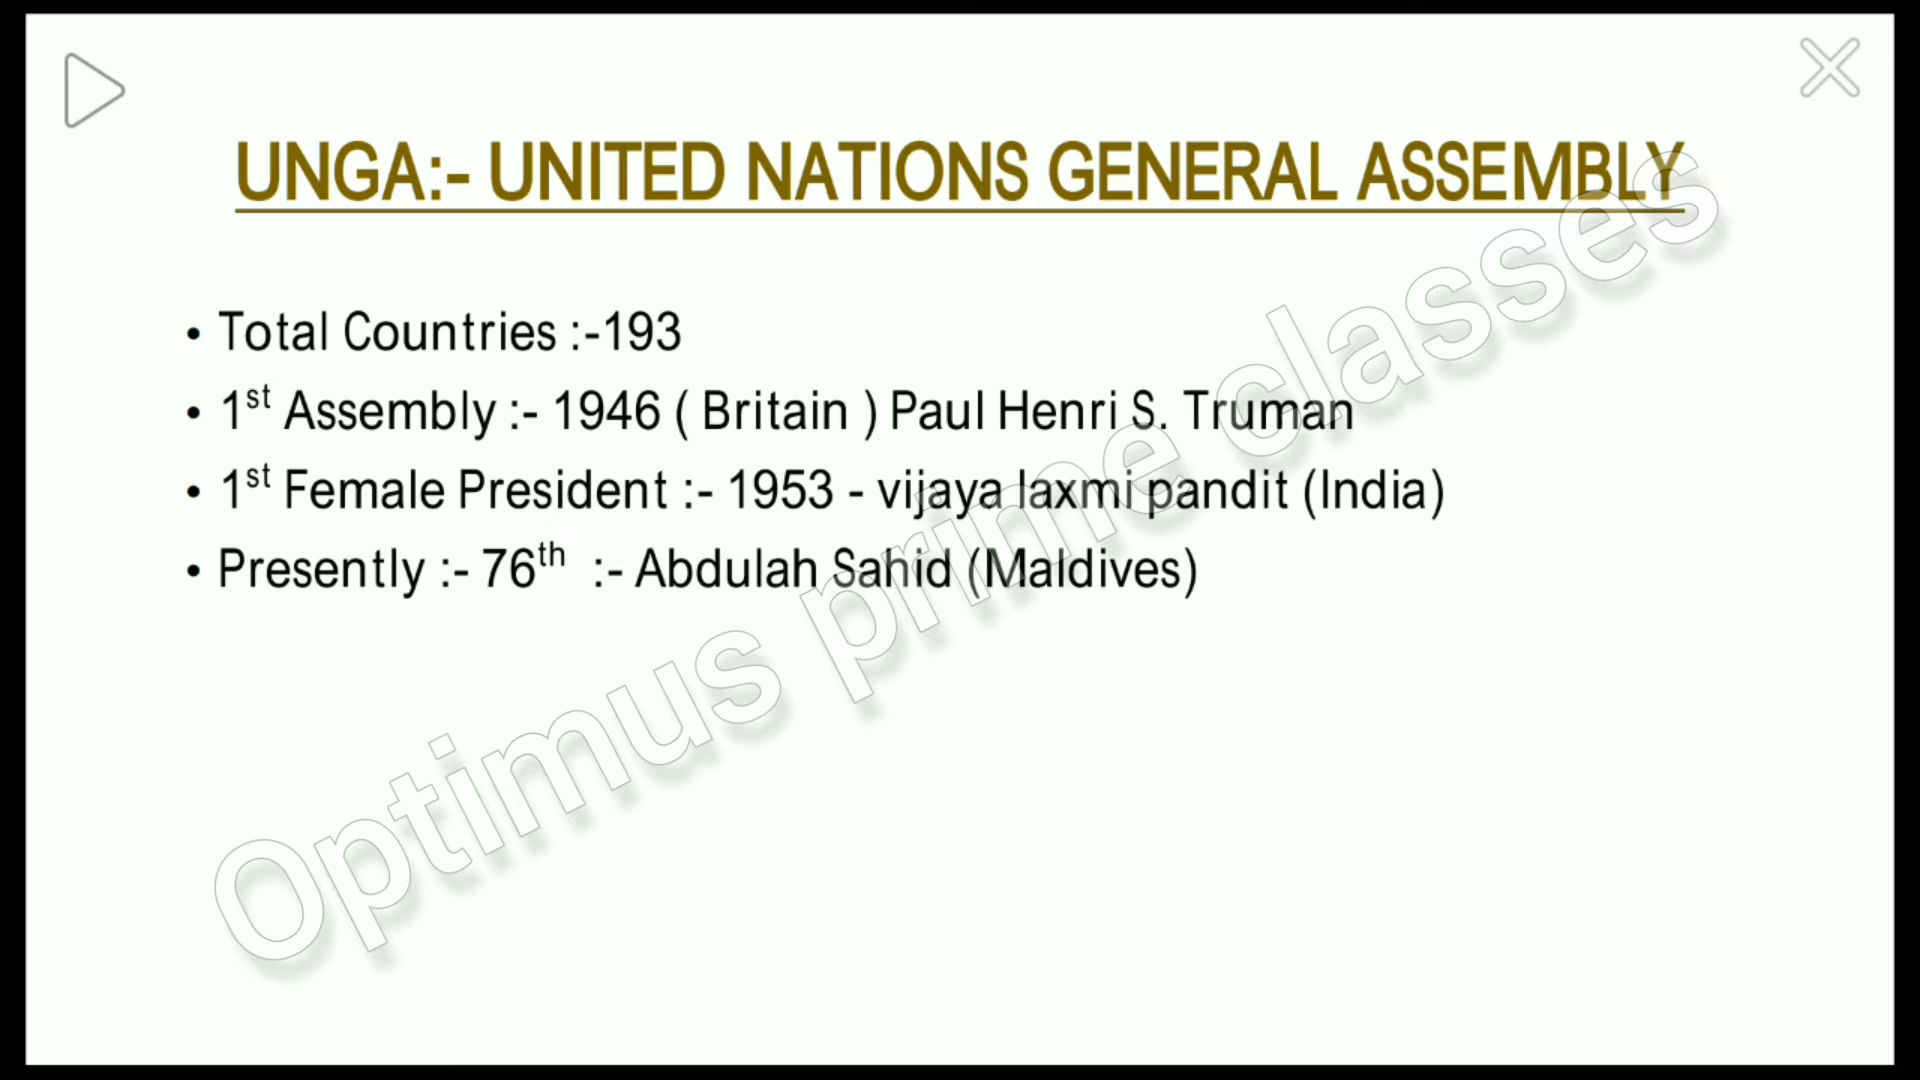 UNGA:- UNITED NATIONS GENERAL ASSEMBLY
• Total Countries :-193
• 1st Assembly :- 1946 ( Britain ) Paul Henri S. Truman
• 1st Female President :- 1953 - vijaya laxmi pandit (India)
• Presently :- 76th :- Abdulah Sahid (Maldives)
Optimus prime classes